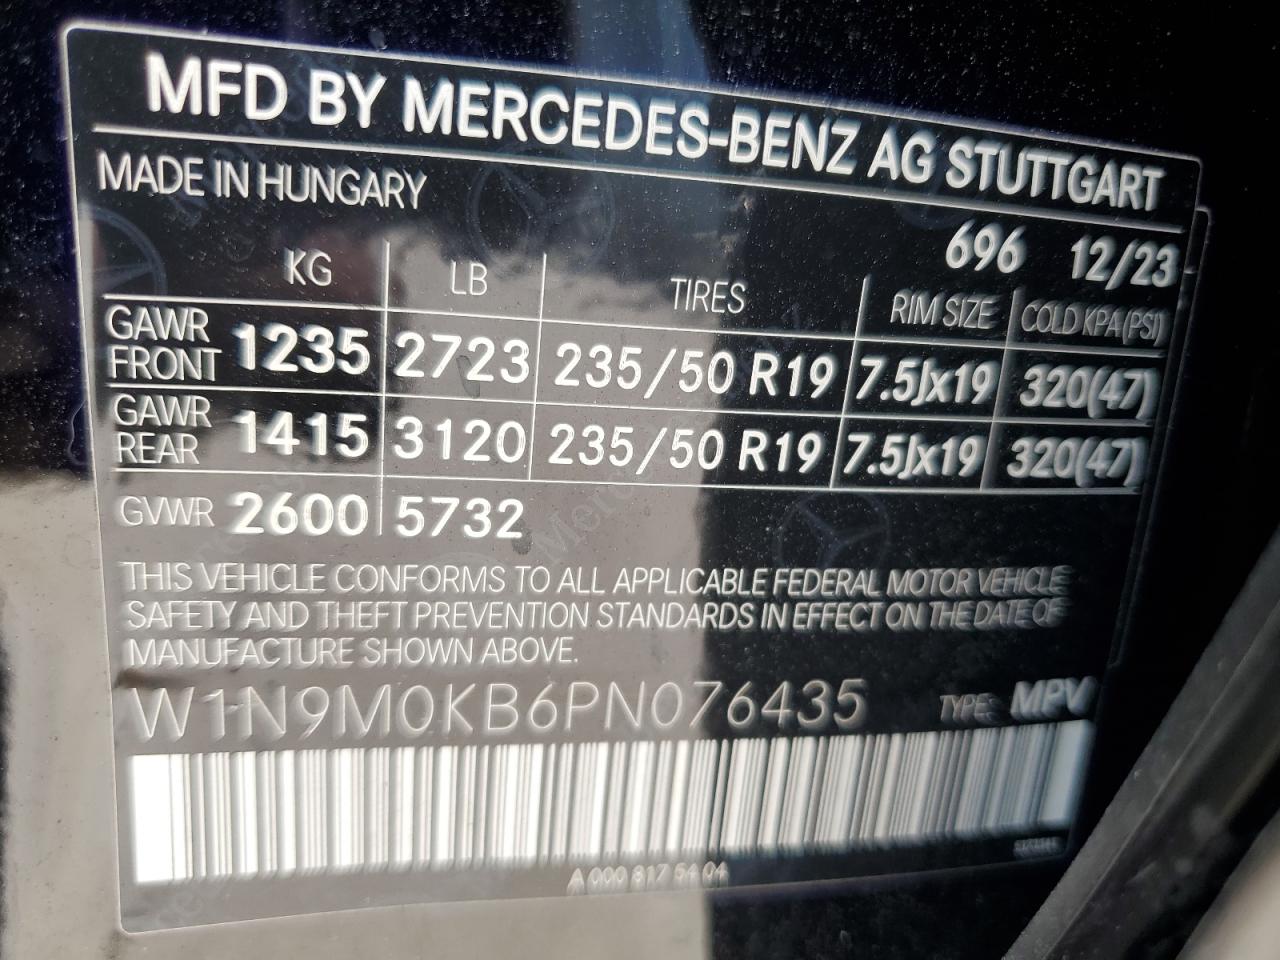 MFD BY MERCEDES-BENZ AG STUTTGART
MADE IN HUNGARY
696 12/23
KG LB TIRES RIM SIZE COLD KPA(PSI)
GAWR FRONT 1235 2723 235/50 R19 7.5Jx19 320(47)
GAWR REAR 1415 3120 235/50 R19 7.5Jx19 320(47)
GVWR 2600 5732
THIS VEHICLE CONFORMS TO ALL APPLICABLE FEDERAL MOTOR VEHICLE
SAFETY AND THEFT PREVENTION STANDARDS IN EFFECT ON THE DATE OF
MANUFACTURE SHOWN ABOVE.
W1N9M0KB6PN076435 TYPE: MPV
A 000 817 54 04